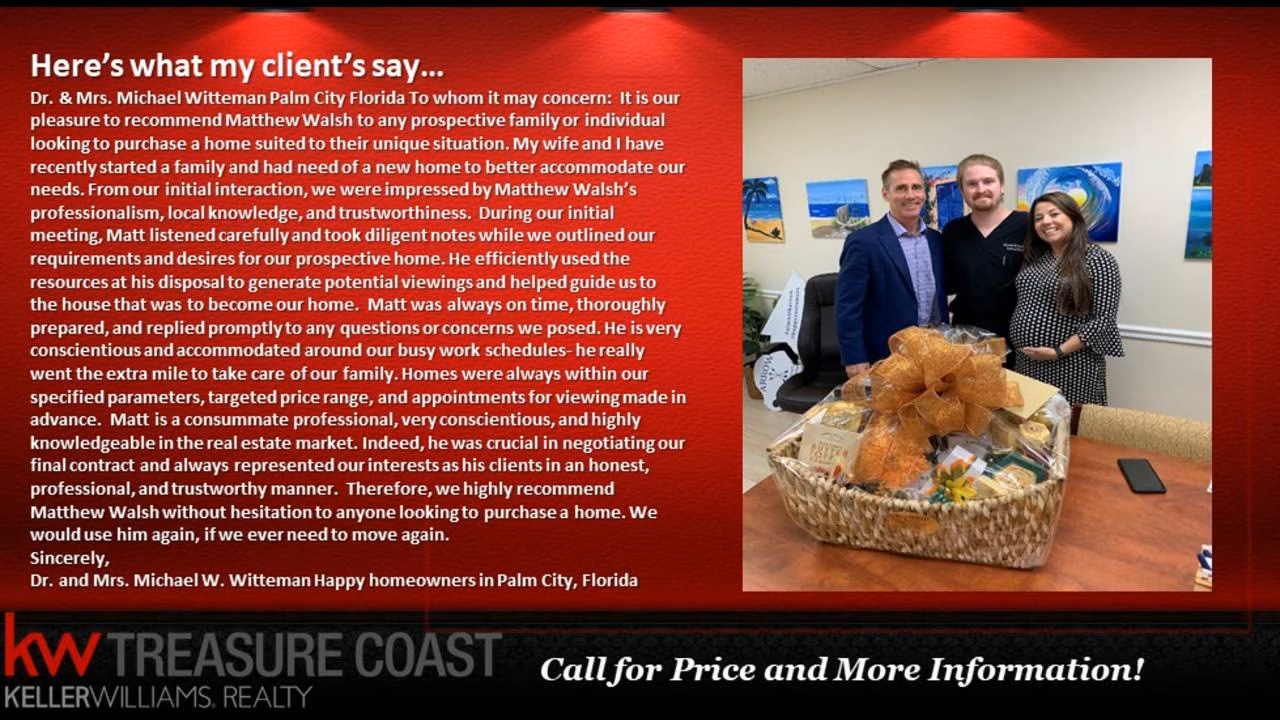 Here's what my client's say...
Dr. & Mrs. Michael Witteman Palm City Florida To whom it may concern: It is our
pleasure to recommend Matthew Walsh to any prospective family or individual
looking to purchase a home suited to their unique situation. My wife and I have
recently started a family and had need of a new home to better accommodate our
needs. From our initial interaction, we were impressed by Matthew Walsh's
professionalism, local knowledge, and trustworthiness. During our initial
meeting, Matt listened carefully and took diligent notes while we outlined our
requirements and desires for our prospective home. He efficiently used the
resources at his disposal to generate potential viewings and helped guide us to
the house that was to become our home. Matt was always on time, thoroughly
prepared, and replied promptly to any questions or concerns we posed. He is very
conscientious and accommodated around our busy work schedules- he really
went the extra mile to take care of our family. Homes were always within our
specified parameters, targeted price range, and appointments for viewing made in
advance. Matt is a consummate professional, very conscientious, and highly
knowledgeable in the real estate market. Indeed, he was crucial in negotiating our
final contract and always represented our interests as his clients in an honest,
professional, and trustworthy manner. Therefore, we highly recommend
Matthew Walsh without hesitation to anyone looking to purchase a home. We
would use him again, if we ever need to move again.
Sincerely,
Dr. and Mrs. Michael W. Witteman Happy homeowners in Palm City, Florida
ARROW
kw TREASURE COAST
KELLERWILLIAMS. REALTY
Call for Price and More Information!